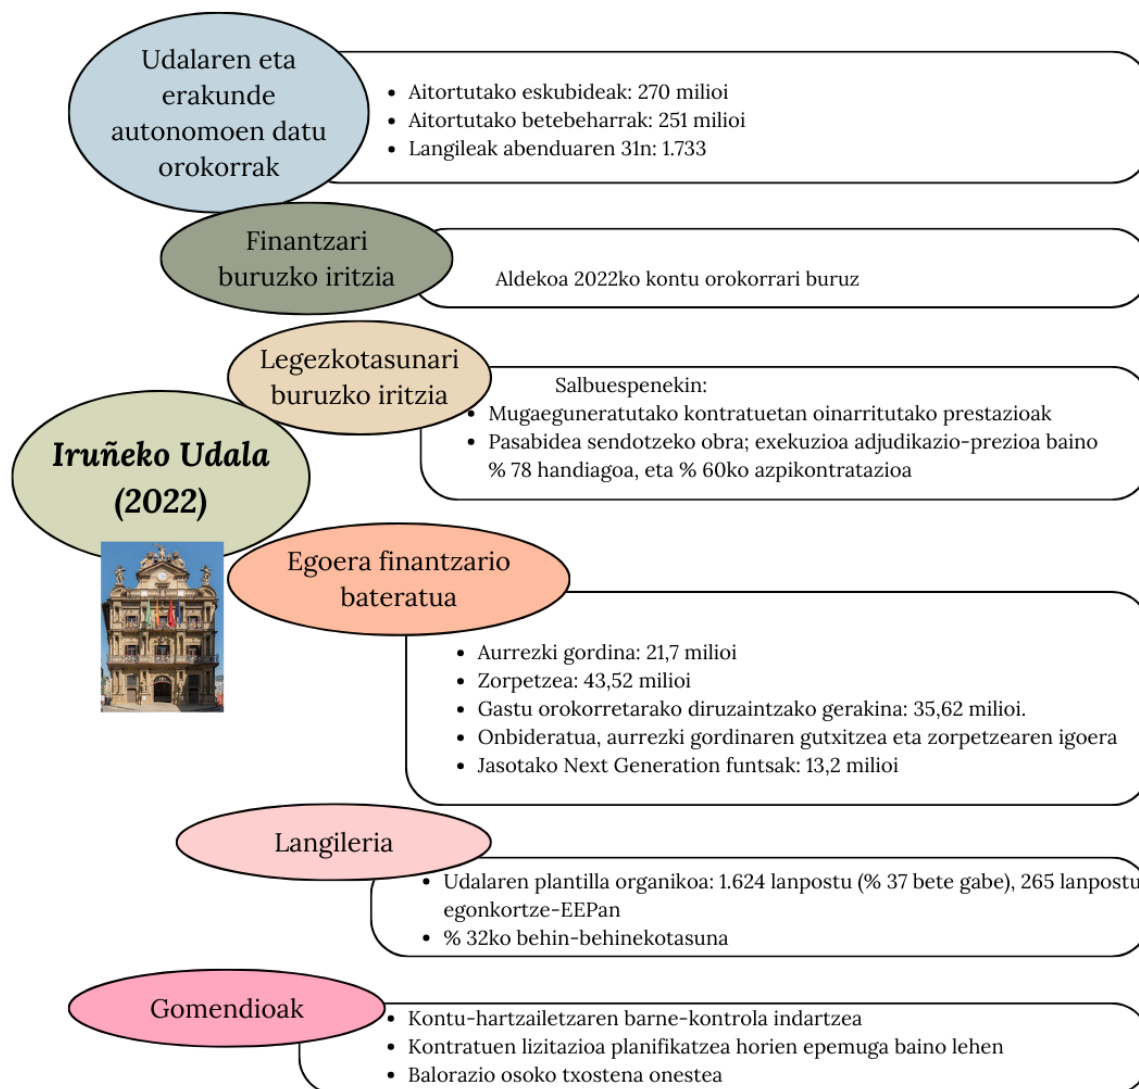 Udalaren eta
erakunde
autonomoen datu
orokorrak
• Aitortutako eskubideak: 270 milioi
• Aitortutako betebeharrak: 251 milioi
• Langileak abenduaren 31n: 1.733
Finantzari
buruzko iritzia
Aldekoa 2022ko kontu orokorrari buruz
Legezkotasunari
buruzko iritzia
Salbuespenekin:
• Mugaeguneratutako kontratuetan oinarritutako prestazioak
• Pasabidea sendotzeko obra; exekuzioa adjudikazio-prezioa baino
% 78 handiagoa, eta % 60ko azpikontratazioa
Iruñeko Udala
(2022)
Egoera finantzario
bateratua
• Aurrezki gordina: 21,7 milioi
• Zorpetzea: 43,52 milioi
• Gastu orokorretarako diruzaintzako gerakina: 35,62 milioi.
• Onbideratua, aurrezki gordinaren gutxitzea eta zorpetzearen igoera
• Jasotako Next Generation funtsak: 13,2 milioi
Langileria
• Udalaren plantilla organikoa: 1.624 lanpostu (% 37 bete gabe), 265 lanpostu
egonkortze-EEPan
• % 32ko behin-behinekotasuna
Gomendioak
• Kontu-hartzailetzaren barne-kontrola indartzea
• Kontratuen lizitazioa planifikatzea horien epemuga baino lehen
• Balorazio osoko txostena onestea